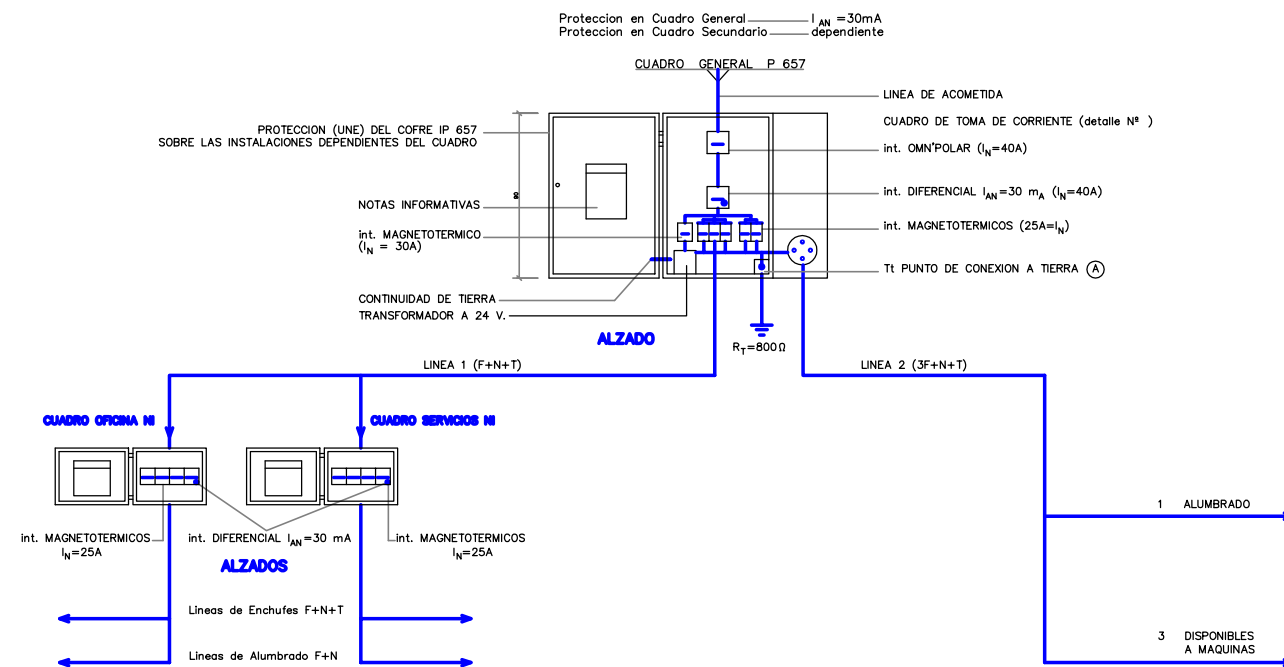 Proteccion en Cuadro General I AN =30mA
Proteccion en Cuadro Secundario dependiente
CUADRO GENERAL P 657
LINEA DE ACOMETIDA
PROTECCION (UNE) DEL COFRE IP 657
SOBRE LAS INSTALACIONES DEPENDIENTES DEL CUADRO
CUADRO DE TOMA DE CORRIENTE (detalle Nº )
int. OMN'POLAR (IN=40A)
int. DIFERENCIAL IAN=30 mA (IN=40A)
NOTAS INFORMATIVAS
int. MAGNETOTERMICO
(IN = 30A)
int. MAGNETOTERMICOS (25A=IN)
Tt PUNTO DE CONEXION A TIERRA A
CONTINUIDAD DE TIERRA
TRANSFORMADOR A 24 V.
ALZADO
RT=800Ω
LINEA 1 (F+N+T)
LINEA 2 (3F+N+T)
CUADRO OFICINA NI
CUADRO SERVICIOS NI
int. MAGNETOTERMICOS
IN=25A
int. DIFERENCIAL IAN=30 mA
int. MAGNETOTERMICOS
IN=25A
ALZADOS
1 ALUMBRADO
Lineas de Enchufes F+N+T
Lineas de Alumbrado F+N
3 DISPONIBLES
A MAQUINAS